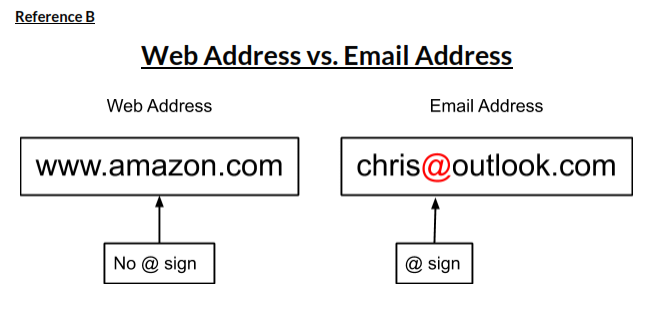 Reference B
Web Address vs. Email Address
Web Address
Email Address
www.amazon.com
chris@outlook.com
No @ sign
@ sign